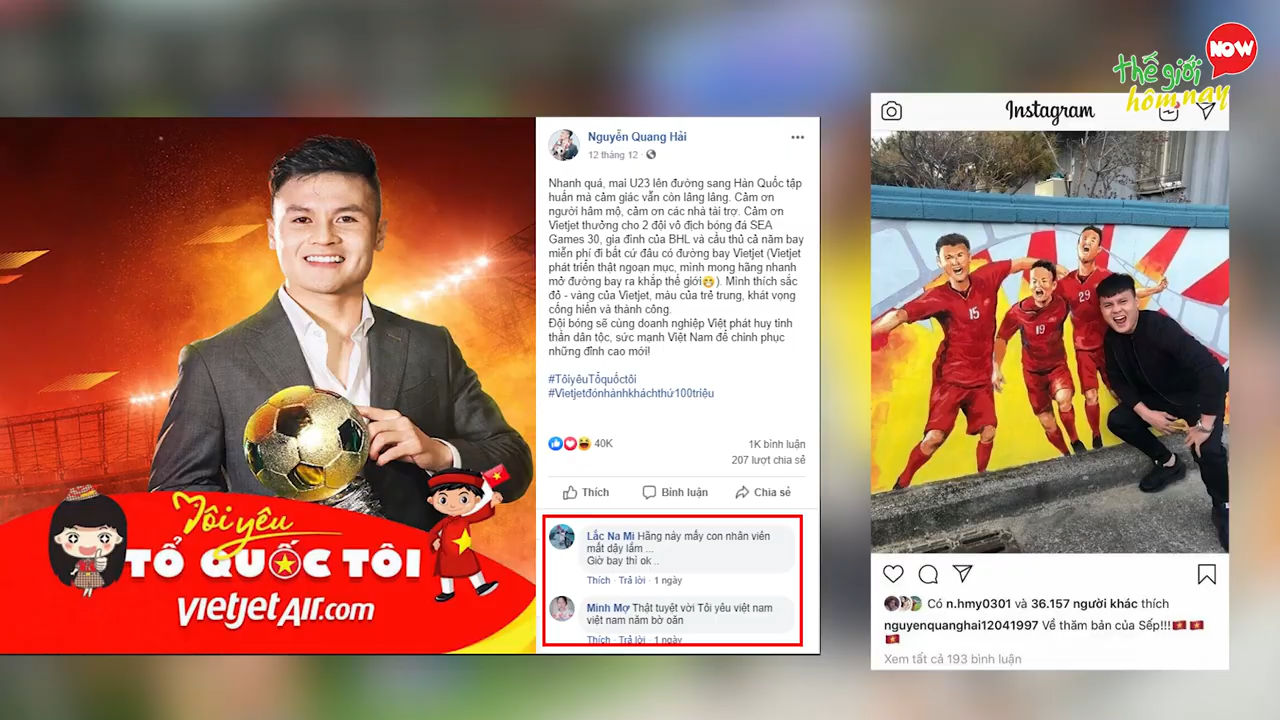 NOW
thế giới
hôm nay
Nguyễn Quang Hải
12 tháng 12
Nhanh quá, mai U23 lên đường sang Hàn Quốc tập
huấn mà cảm giác vẫn còn lâng lâng. Cảm ơn
người hâm mộ, cảm ơn các nhà tài trợ. Cảm ơn
Vietjet thưởng cho 2 đội vô địch bóng đá SEA
Games 30, gia đình của BHL và cầu thủ cả năm bay
miễn phí đi bất cứ đâu có đường bay Vietjet (Vietjet
phát triển thật ngoạn mục, mình mong hãng nhanh
mở đường bay ra khắp thế giới😁). Mình thích sắc
đỏ - vàng của Vietjet, màu của trẻ trung, khát vọng
cống hiến và thành công.
Đội bóng sẽ cùng doanh nghiệp Việt phát huy tinh
thần dân tộc, sức mạnh Việt Nam để chinh phục
những đỉnh cao mới!
#TôiyêuTổquốctôi
#Vietjetđónhànhkháchthứ100triệu
40K
1K bình luận
207 lượt chia sẻ
Thích Bình luận Chia sẻ
Lắc Na Mi Hãng này mấy con nhân viên
mất dậy lắm ...
Giờ bay thì ok ..
Thích · Trả lời · 1 ngày
Minh Mợ Thật tuyệt vời Tôi yêu việt nam
việt nam nằm bờ oăn
Thích · Trả lời · 1 ngày
Tôi yêu
TỔ QUỐC TÔI
vietjetAir.com
Instagram
15
19
29
Có n.hmy0301 và 36.157 người khác thích
nguyenquanghai12041997 Về thăm bản của Sếp!!!🇻🇳🇻🇳
🇻🇳
Xem tất cả 193 bình luận